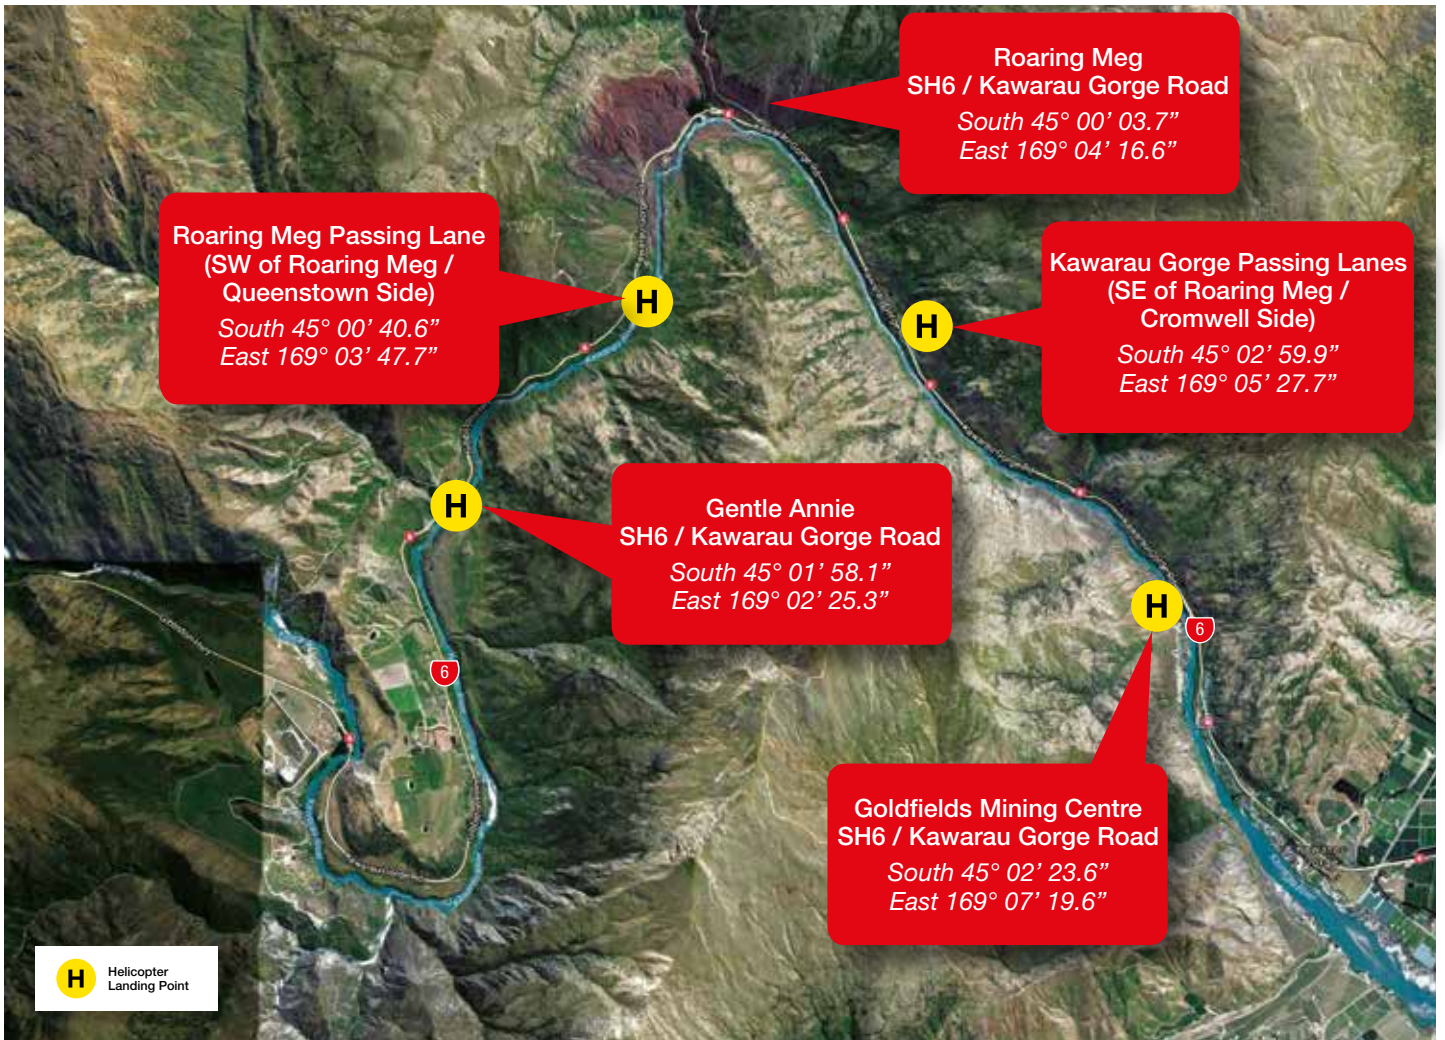 Roaring Meg
SH6 / Kawarau Gorge Road
South 45° 00’ 03.7”
East 169° 04’ 16.6”
Roaring Meg Passing Lane
(SW of Roaring Meg /
Queenstown Side)
South 45° 00’ 40.6”
East 169° 03’ 47.7”
H
H
Kawarau Gorge Passing Lanes
(SE of Roaring Meg /
Cromwell Side)
South 45° 02’ 59.9”
East 169° 05’ 27.7”
H
Gentle Annie
SH6 / Kawarau Gorge Road
South 45° 01’ 58.1”
East 169° 02’ 25.3”
H
6
6
Goldfields Mining Centre
SH6 / Kawarau Gorge Road
South 45° 02’ 23.6”
East 169° 07’ 19.6”
H
Helicopter
Landing Point